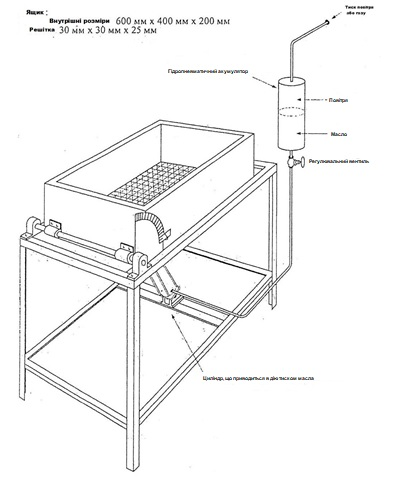 Ящик :
Внутрішні розміри 600 мм x 400 мм x 200 мм
Решітка 30 мм x 30 мм x 25 мм
Тиск повітря
або газу
Гідропневматичний акумулятор
Повітря
Масло
Регулювальний вентиль
Циліндр, що приводиться в дію тиском масла